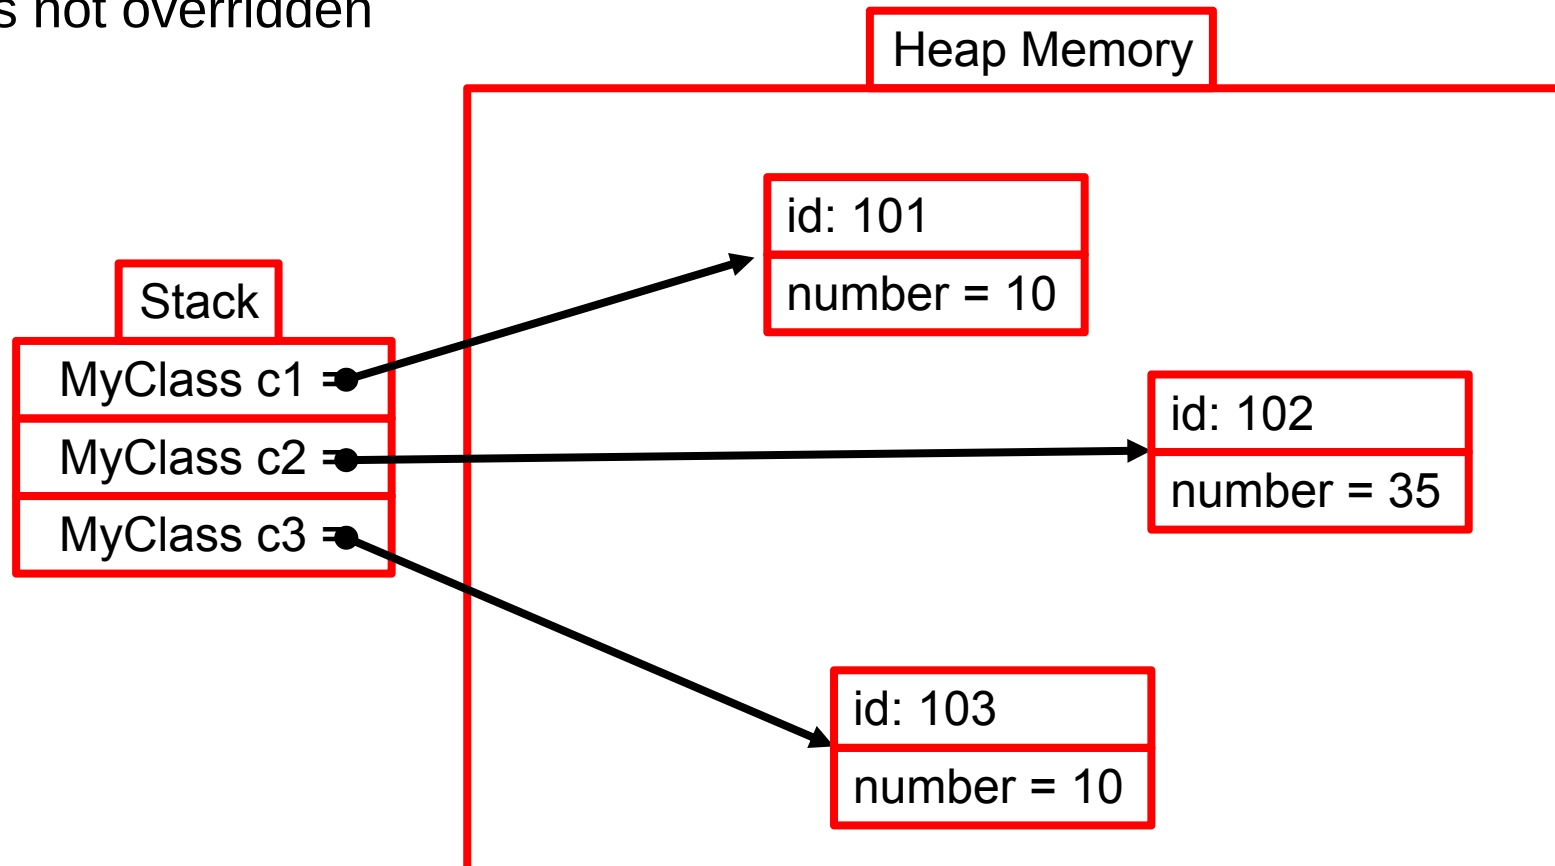 s not overridden
Heap Memory
id: 101
number = 10
Stack
MyClass c1 =
MyClass c2 =
MyClass c3 =
id: 102
number = 35
id: 103
number = 10